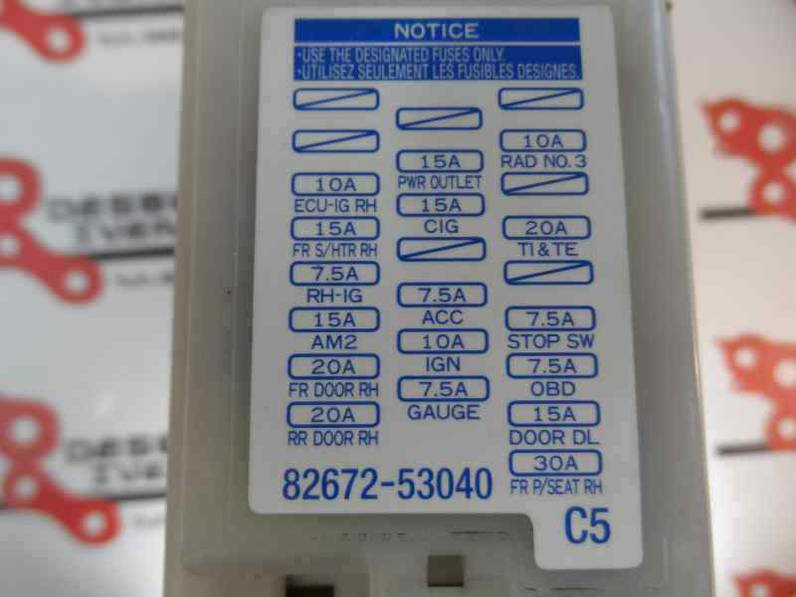 NOTICE
•USE THE DESIGNATED FUSES ONLY.
•UTILISEZ SEULEMENT LES FUSIBLES DESIGNES.
10A
ECU-IG RH
15A
FR S/HTR RH
7.5A
RH-IG
15A
AM2
20A
FR DOOR RH
20A
RR DOOR RH
15A
PWR OUTLET
15A
CIG
7.5A
ACC
10A
IGN
7.5A
GAUGE
10A
RAD NO.3
20A
TI&TE
7.5A
STOP SW
7.5A
OBD
15A
DOOR DL
30A
FR P/SEAT RH
82672-53040
C5